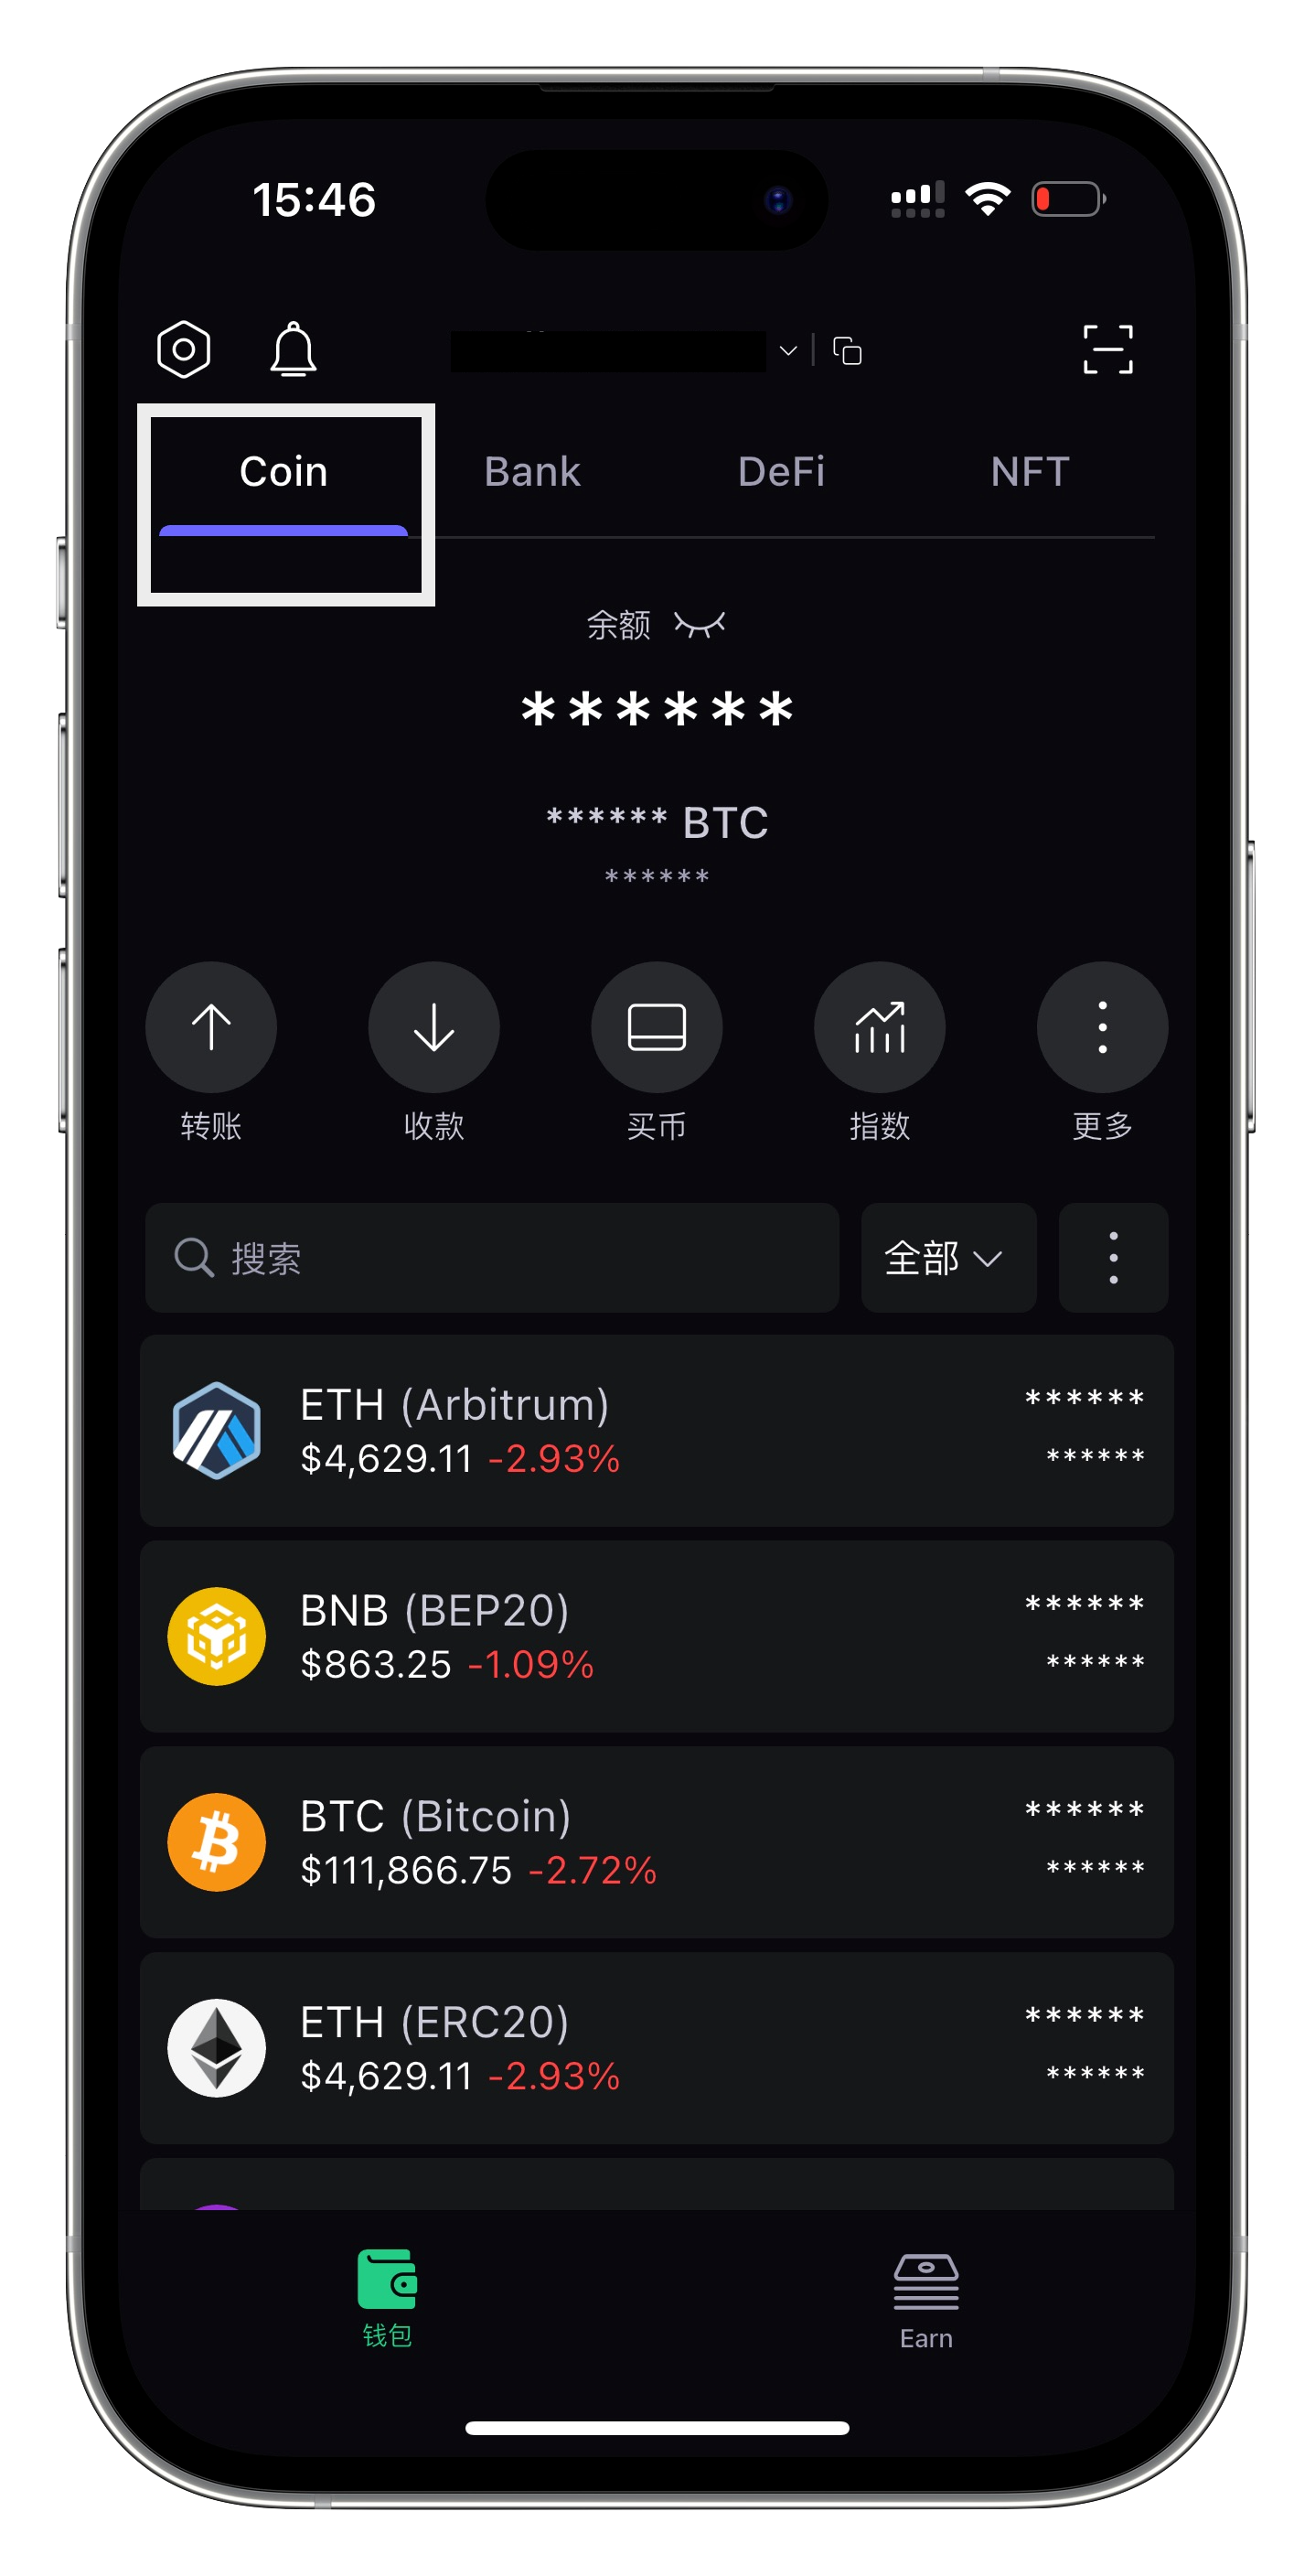 15:46
Coin Bank DeFi NFT
余额
******
****** BTC
******
转账 收款 买币 指数 更多
搜索 全部
ETH (Arbitrum) ******
$4,629.11 -2.93% ******
BNB (BEP20) ******
$863.25 -1.09% ******
BTC (Bitcoin) ******
$111,866.75 -2.72% ******
ETH (ERC20) ******
$4,629.11 -2.93% ******
钱包 Earn